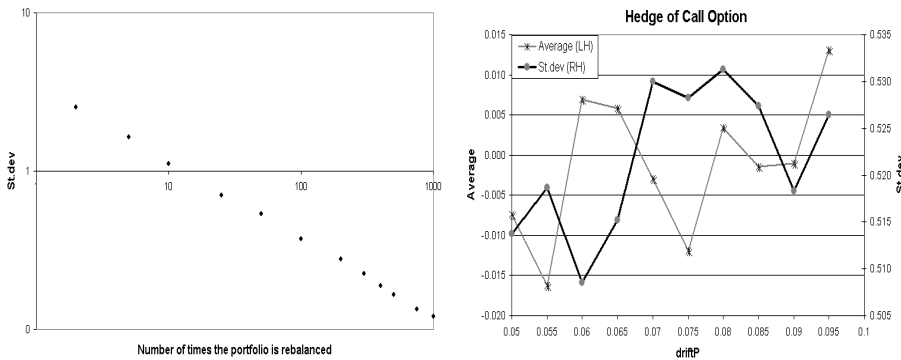 10
1
0
St.dev
10
100
1000
Number of times the portfolio is rebalanced
Hedge of Call Option
Average (LH)
St.dev (RH)
0.015
0.010
0.005
0.000
-0.005
-0.010
-0.015
-0.020
Average
0.535
0.530
0.525
0.520
0.515
0.510
0.505
St.dev
0.05 0.055 0.06 0.065 0.07 0.075 0.08 0.085 0.09 0.095 0.1
driftP